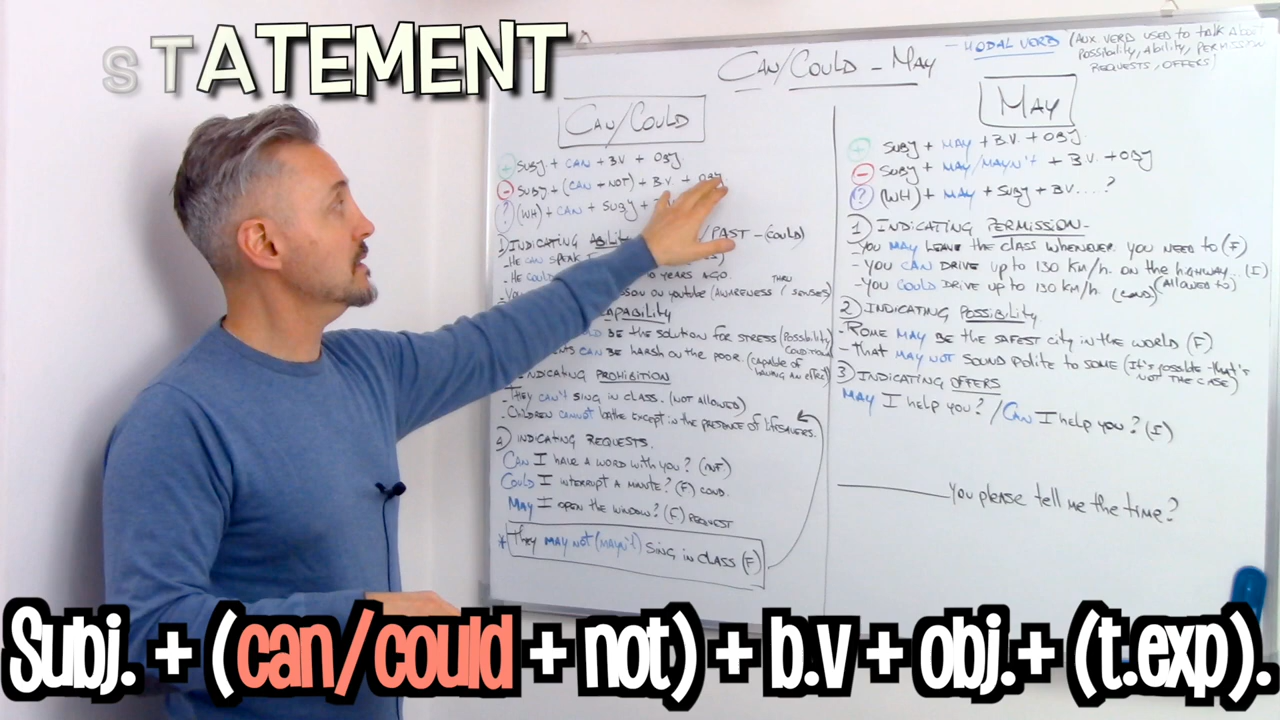 STATEMENT
CAN/COULD - MAY
- MODAL VERB (AUX VERB USED TO TALK ABOUT
POSSIBILITY, ABILITY, PERMISSION
REQUESTS, OFFERS)
CAN/COULD
+ SUBJ + CAN + B.V + OBJ
- SUBJ + (CAN + NOT) + B.V + OBJ
? (WH) + CAN + SUBJ +
1) INDICATING / PAST - (COULD)
- HE CAN SPEAK
- HE COULD 10 YEARS AGO.
ON YOUTUBE (AWARENESS / THRU SENSES)
CAPABILITY
BE THE SOLUTION FOR STRESS (POSSIBILITY/
CONDITION)
CAN BE HARSH ON THE POOR. (CAPABLE OF
HAVING AN EFFECT)
INDICATING PROHIBITION
- THEY CAN'T SING IN CLASS. (NOT ALLOWED)
- CHILDREN CANNOT BATHE EXCEPT IN THE PRESENCE OF LIFESAVERS.
4) INDICATING REQUESTS.
CAN I HAVE A WORD WITH YOU? (INF)
COULD I INTERRUPT A MINUTE? (F) COND.
MAY I OPEN THE WINDOW? (F) REQUEST
* They MAY NOT (MAYN'T) SING IN CLASS (F)
MAY
+ SUBJ + MAY + B.V. + OBJ
- SUBJ + MAY/MAYN'T + B.V. + OBJ
? (WH) + MAY + SUBJ + BV....?
1) INDICATING PERMISSION-
- YOU MAY LEAVE THE CLASS WHENEVER YOU NEED TO (F)
- YOU CAN DRIVE UP TO 130 KM/H. ON THE HIGHWAY.. (I)
- YOU COULD DRIVE UP TO 130 KM/H. (COND) (ALLOWED TO)
2) INDICATING POSSIBILITY
- ROME MAY BE THE SAFEST CITY IN THE WORLD (F)
- THAT MAY NOT SOUND POLITE TO SOME (It's possible that's
NOT THE CASE)
3) INDICATING OFFERS
MAY I help you? / CAN I help you? (I)
you please tell me the time?
Subj. + (can/could + not) + b.v + obj.+ (t.exp).